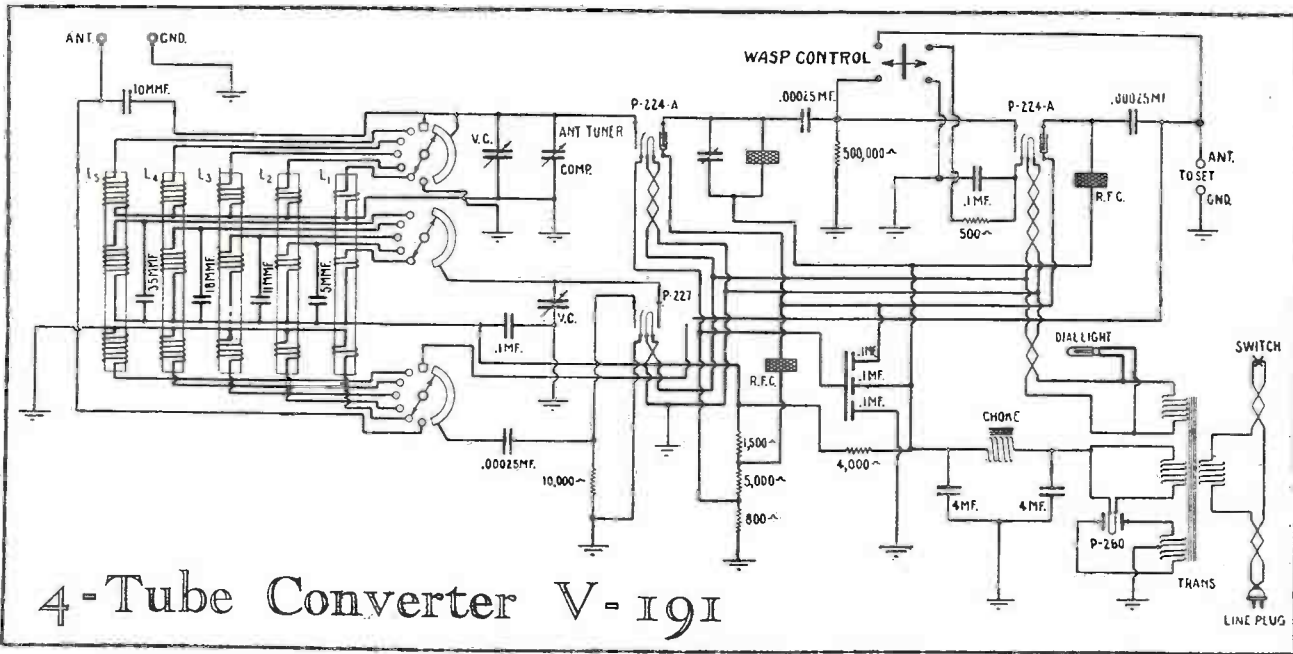 ANT.
GND.
10MMF.
WASP CONTROL
P-224-A
.00025MF.
P-224-A
.00025MF
V.C.
ANT TUNER
COMP.
500,000~
.1MF.
500~
R.F.C.
ANT.
TO SET
GND.
L5
L4
L3
L2
L1
35MMF.
18MMF.
11MMF.
5MMF.
V.C.
P-227
.1MF.
R.F.C.
.1MF.
.1MF.
.1MF.
DIAL LIGHT
SWITCH
CHOKE
.00025MF.
10,000~
1,500~
5,000~
800~
4,000~
4MF.
4MF.
P-280
TRANS
LINE PLUG
4-Tube Converter V-191